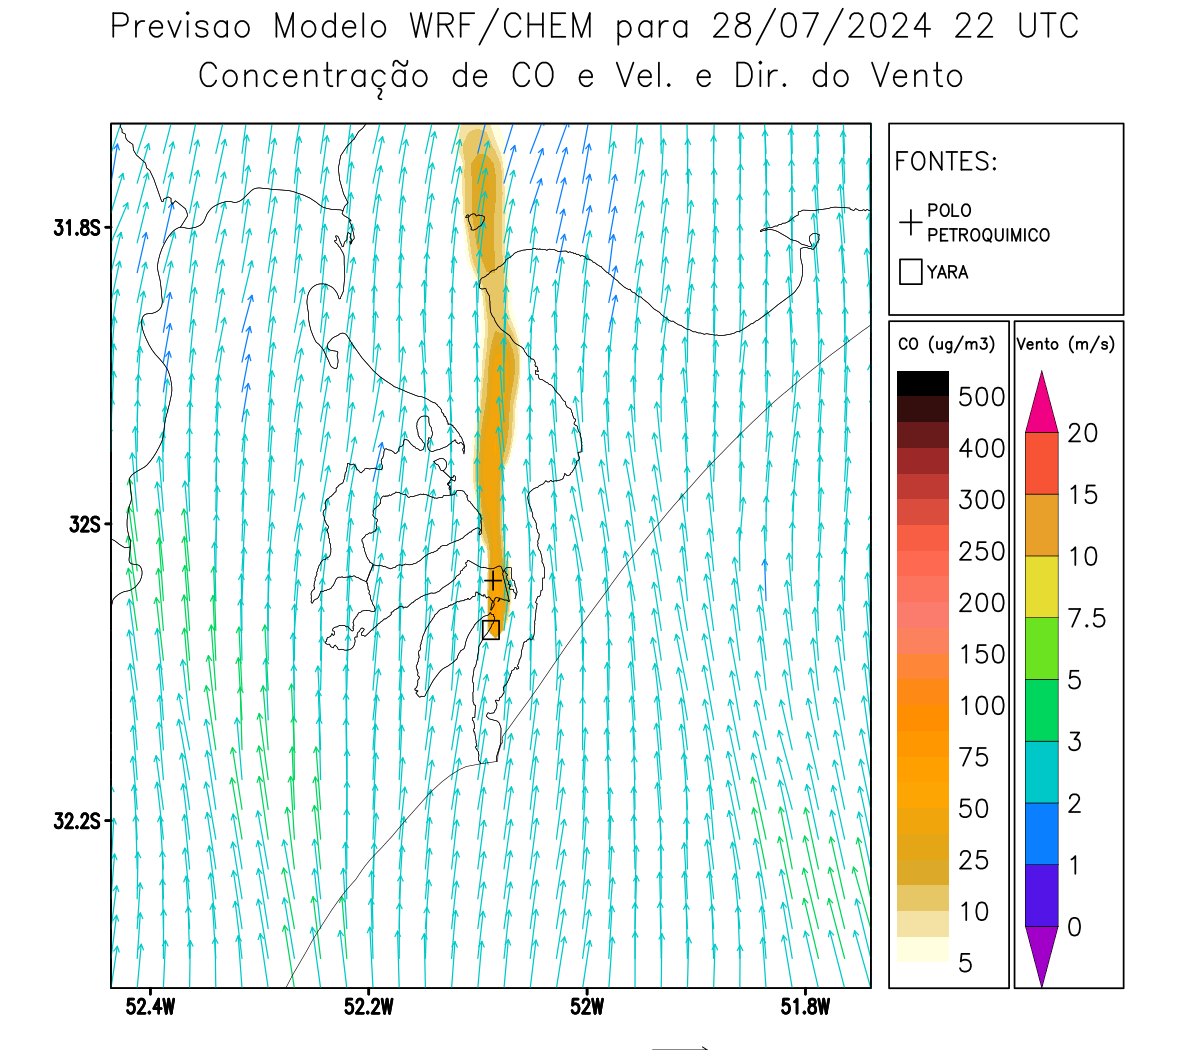 Previsao Modelo WRF/CHEM para 28/07/2024 22 UTC
Concentração de CO e Vel. e Dir. do Vento
FONTES:
POLO
PETROQUIMICO
YARA
CO (ug/m3)
500
400
300
250
200
150
100
75
50
25
10
5
Vento (m/s)
20
15
10
7.5
5
3
2
1
0
31.8S
32S
32.2S
52.4W
52.2W
52W
51.8W